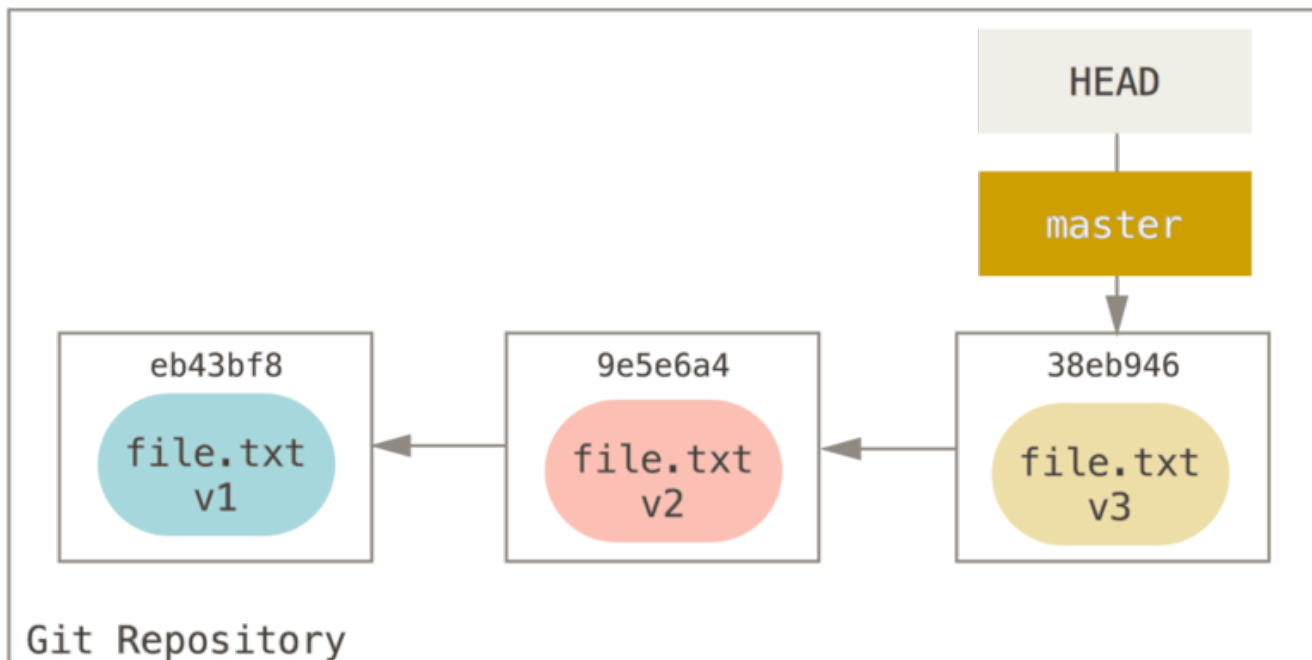 HEAD
master
eb43bf8
file.txt
v1
9e5e6a4
file.txt
v2
38eb946
file.txt
v3
Git Repository